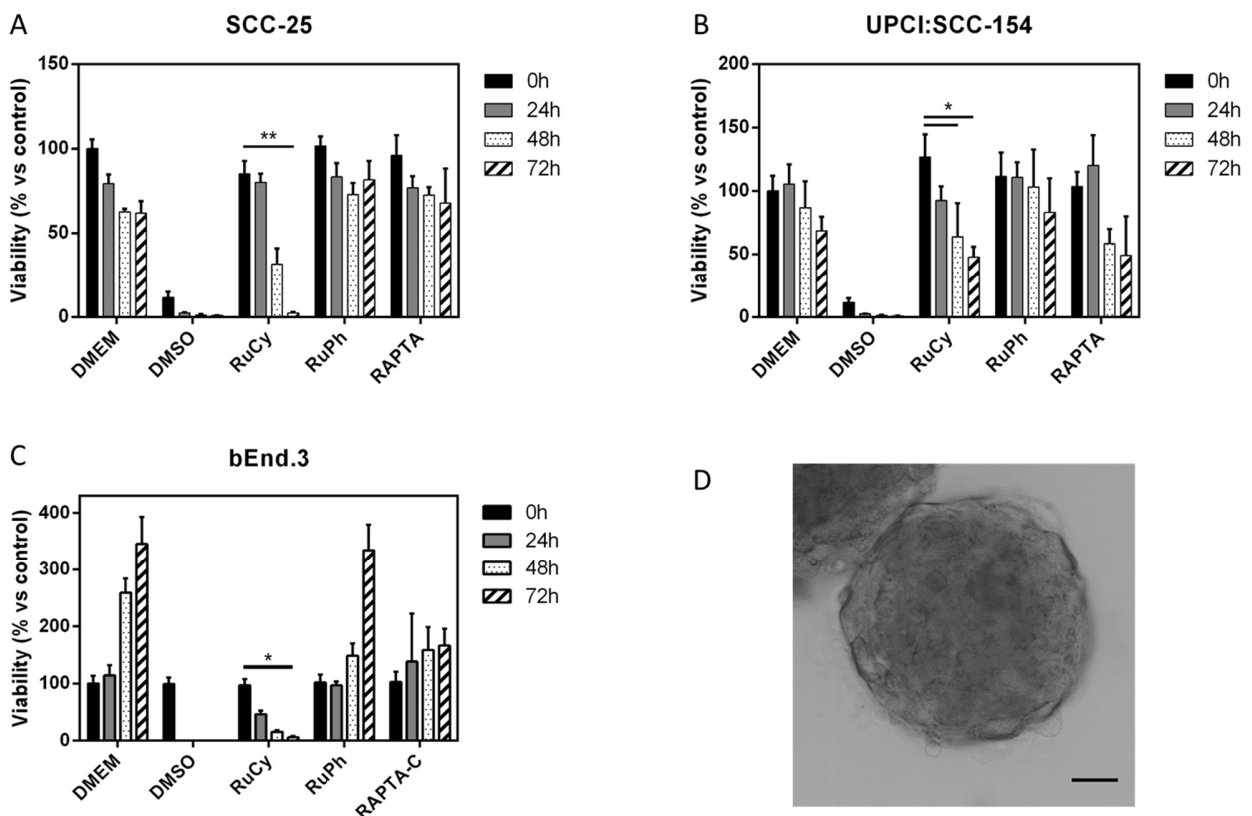 A
SCC-25
Viability (% vs control)
150
100
50
0
DMEM
DMSO
RuCy
RuPh
RAPTA
**
0h
24h
48h
72h
B
UPCI:SCC-154
Viability (% vs control)
200
150
100
50
0
DMEM
DMSO
RuCy
RuPh
RAPTA
*
0h
24h
48h
72h
C
bEnd.3
Viability (% vs control)
400
300
200
100
0
DMEM
DMSO
RuCy
RuPh
RAPTA-C
*
0h
24h
48h
72h
D